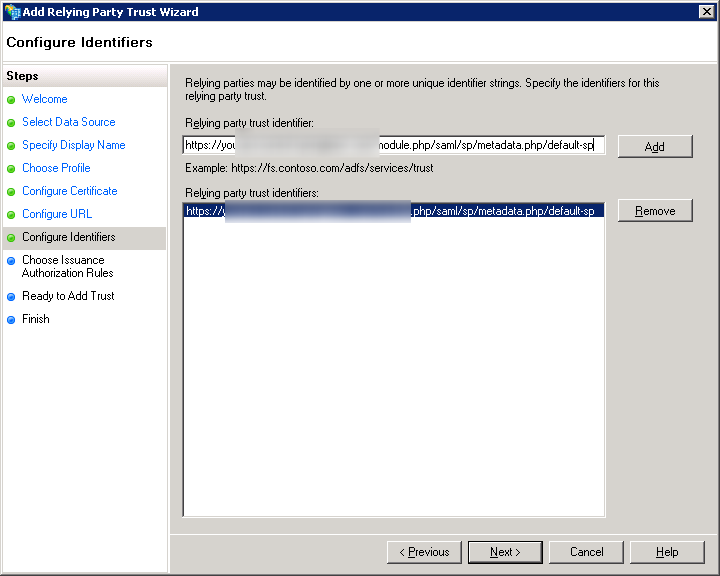 Add Relying Party Trust Wizard
Configure Identifiers
Steps
Welcome
Select Data Source
Specify Display Name
Choose Profile
Configure Certificate
Configure URL
Configure Identifiers
Choose Issuance
Authorization Rules
Ready to Add Trust
Finish
Relying parties may be identified by one or more unique identifier strings. Specify the identifiers for this
relying party trust.
Relying party trust identifier:
https://you module.php/saml/sp/metadata.php/default-sp
Add
Example: https://fs.contoso.com/adfs/services/trust
Relying party trust identifiers:
https:// .php/saml/sp/metadata.php/default-sp
Remove
< Previous
Next >
Cancel
Help